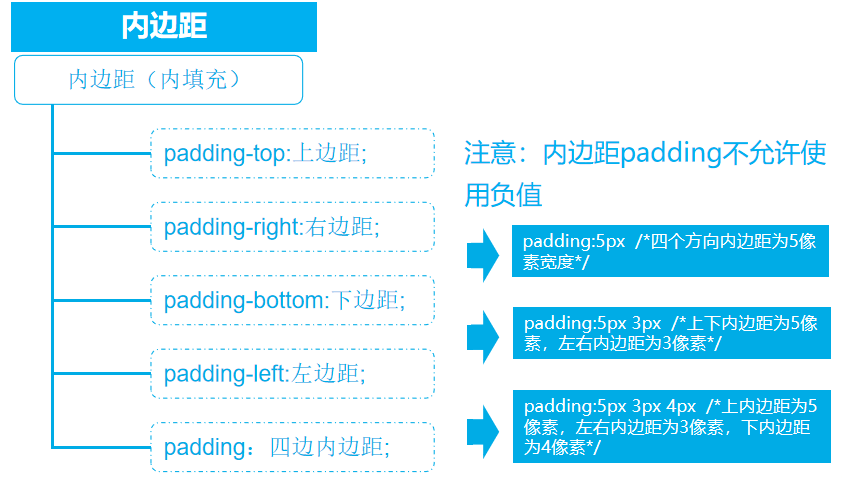 内边距
内边距（内填充）
padding-top:上边距;
padding-right:右边距;
padding-bottom:下边距;
padding-left:左边距;
padding：四边内边距;
注意：内边距padding不允许使
用负值
padding:5px  /*四个方向内边距为5像
素宽度*/
padding:5px 3px  /*上下内边距为5像
素，左右内边距为3像素*/
padding:5px 3px 4px  /*上内边距为5
像素，左右内边距为3像素，下内边距
为4像素*/